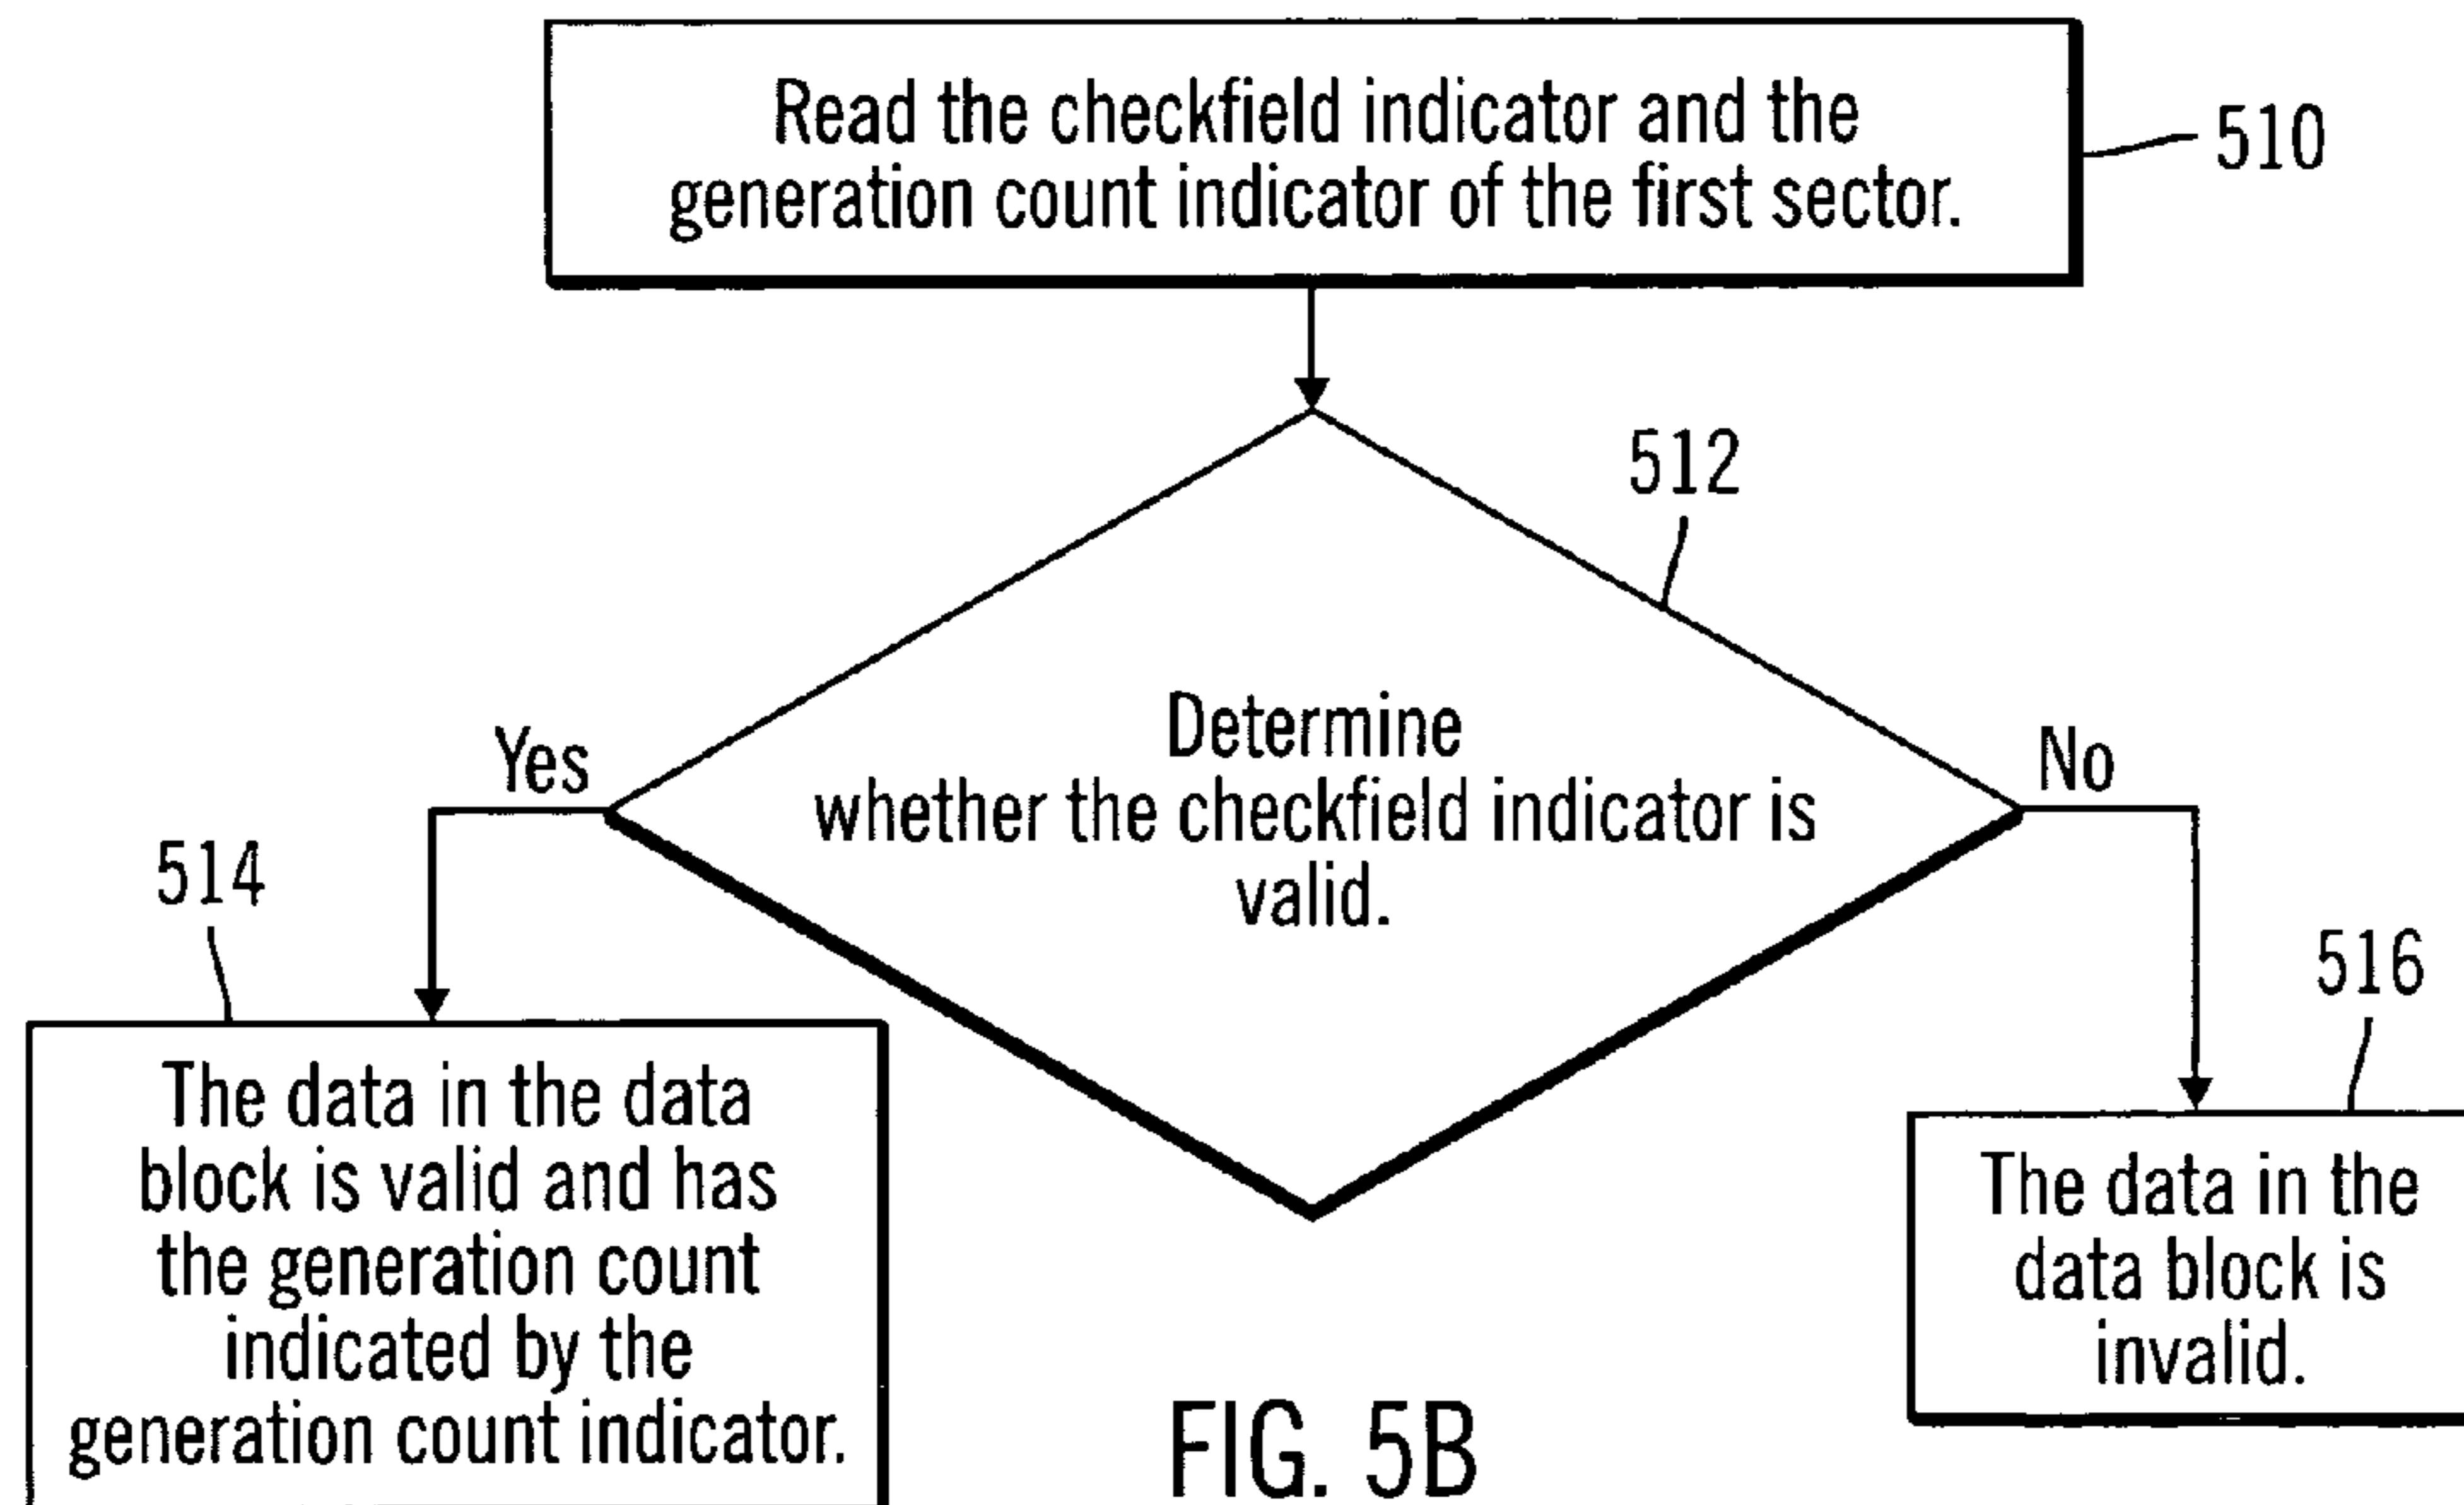 Read the checkfield indicator and the
generation count indicator of the first sector.
510
512
Determine
whether the checkfield indicator is
valid.
Yes
No
514
The data in the data
block is valid and has
the generation count
indicated by the
generation count indicator.
516
The data in the
data block is
invalid.
FIG. 5B